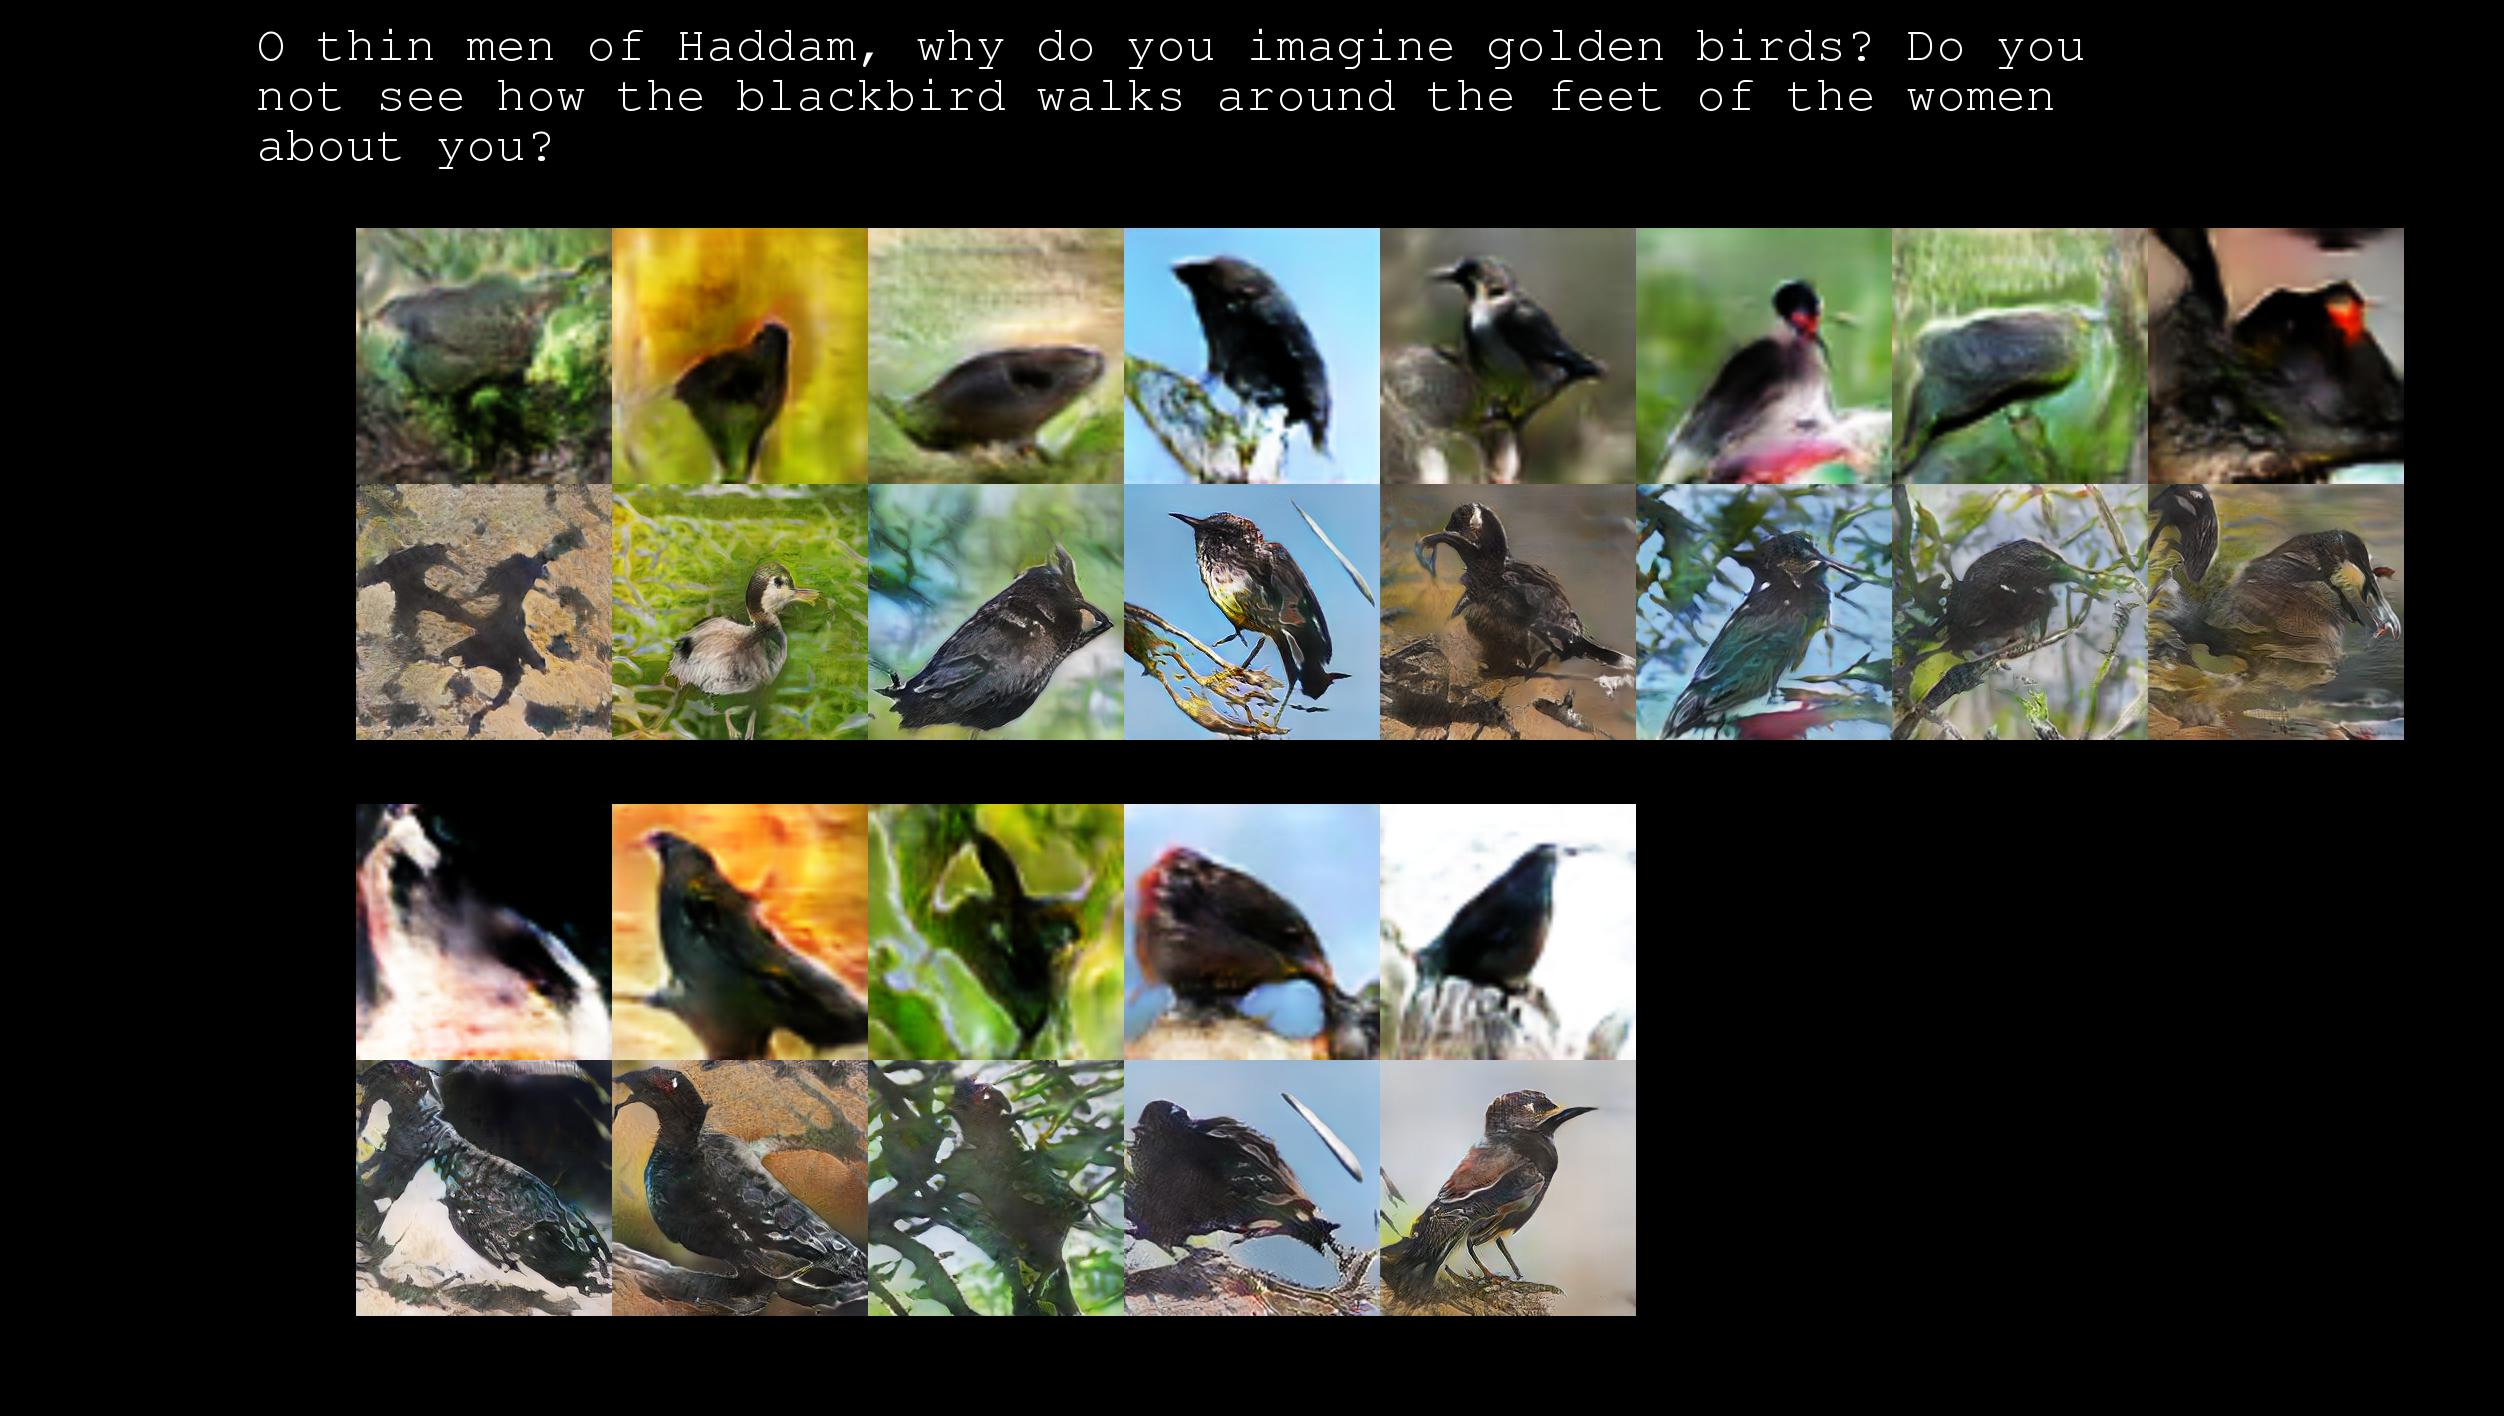 O thin men of Haddam, why do you imagine golden birds? Do you
not see how the blackbird walks around the feet of the women
about you?